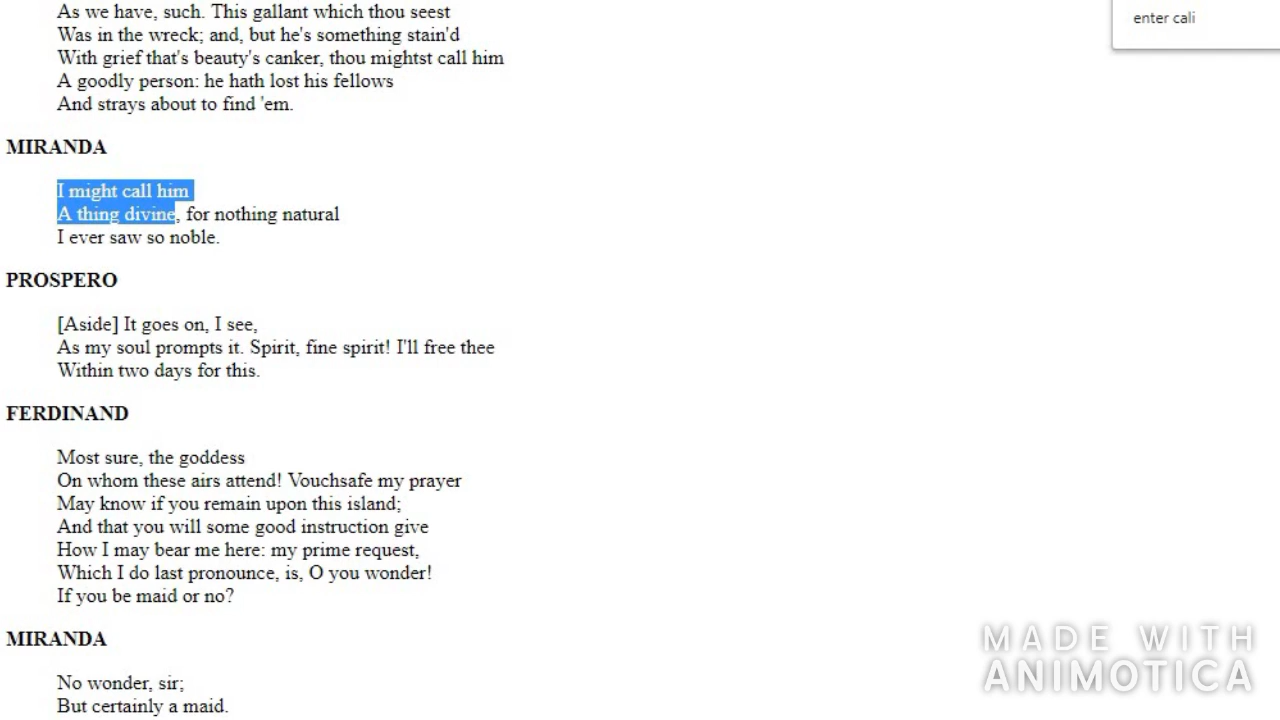 As we have, such. This gallant which thou seest
Was in the wreck; and, but he's something stain'd
With grief that's beauty's canker, thou mightst call him
A goodly person: he hath lost his fellows
And strays about to find 'em.
MIRANDA
I might call him
A thing divine, for nothing natural
I ever saw so noble.
PROSPERO
[Aside] It goes on, I see,
As my soul prompts it. Spirit, fine spirit! I'll free thee
Within two days for this.
FERDINAND
Most sure, the goddess
On whom these airs attend! Vouchsafe my prayer
May know if you remain upon this island;
And that you will some good instruction give
How I may bear me here: my prime request,
Which I do last pronounce, is, O you wonder!
If you be maid or no?
MIRANDA
No wonder, sir;
But certainly a maid.
enter cali
MADE WITH
ANIMOTICA